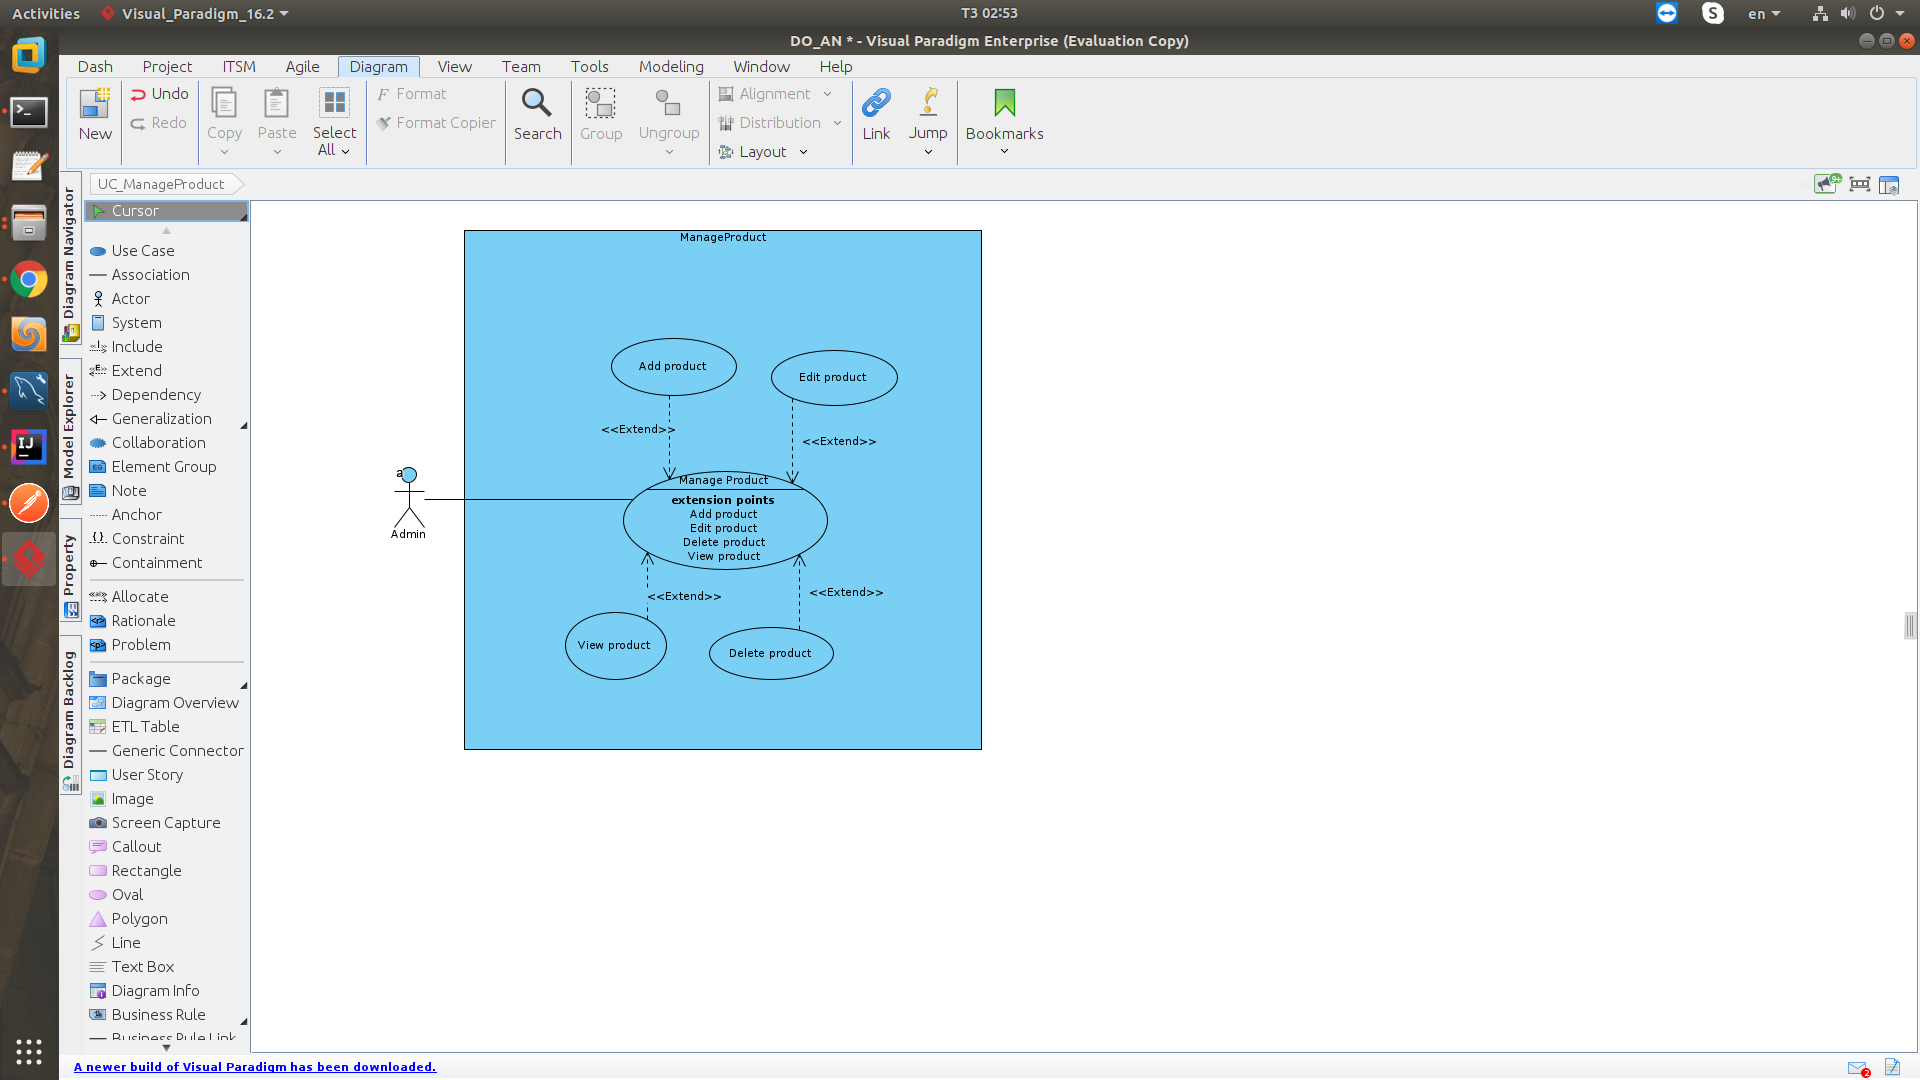 Activities
Visual_Paradigm_16.2
T3 02:53
S
en
DO_AN * - Visual Paradigm Enterprise (Evaluation Copy)
Dash
Project
ITSM
Agile
Diagram
View
Team
Tools
Modeling
Window
Help
New
Undo
Redo
Copy
Paste
Select
All
Format
Format Copier
Search
Group
Ungroup
Alignment
Distribution
Layout
Link
Jump
Bookmarks
UC_ManageProduct
9+
Diagram Navigator
Model Explorer
Property
Diagram Backlog
Cursor
Use Case
Association
Actor
System
Include
Extend
Dependency
Generalization
Collaboration
Element Group
Note
Anchor
Constraint
Containment
Allocate
Rationale
Problem
Package
Diagram Overview
ETL Table
Generic Connector
User Story
Image
Screen Capture
Callout
Rectangle
Oval
Polygon
Line
Text Box
Diagram Info
Business Rule
Business Rule Link
ManageProduct
Add product
Edit product
<<Extend>>
<<Extend>>
a
Admin
Manage Product
extension points
Add product
Edit product
Delete product
View product
<<Extend>>
<<Extend>>
View product
Delete product
IJ
A newer build of Visual Paradigm has been downloaded.
2